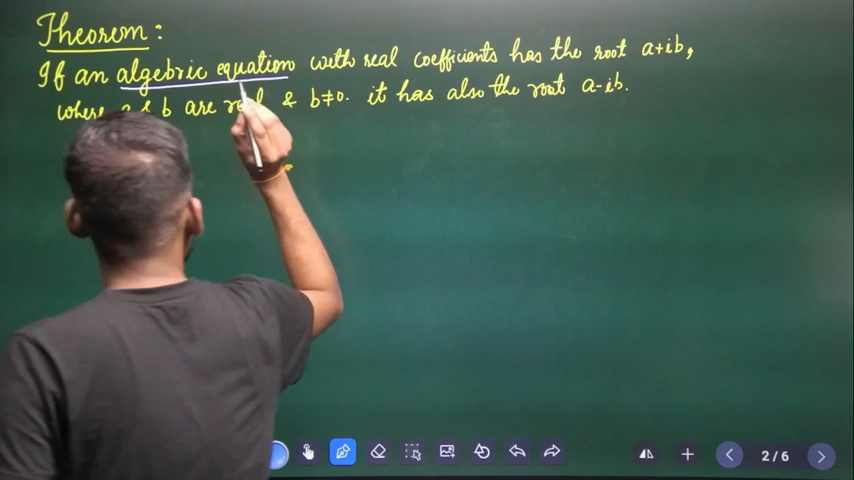 Theorem:
If an algebric equation with real coefficients has the root a+ib,
where a & b are real & b≠0. it has also the root a-ib.
2/6